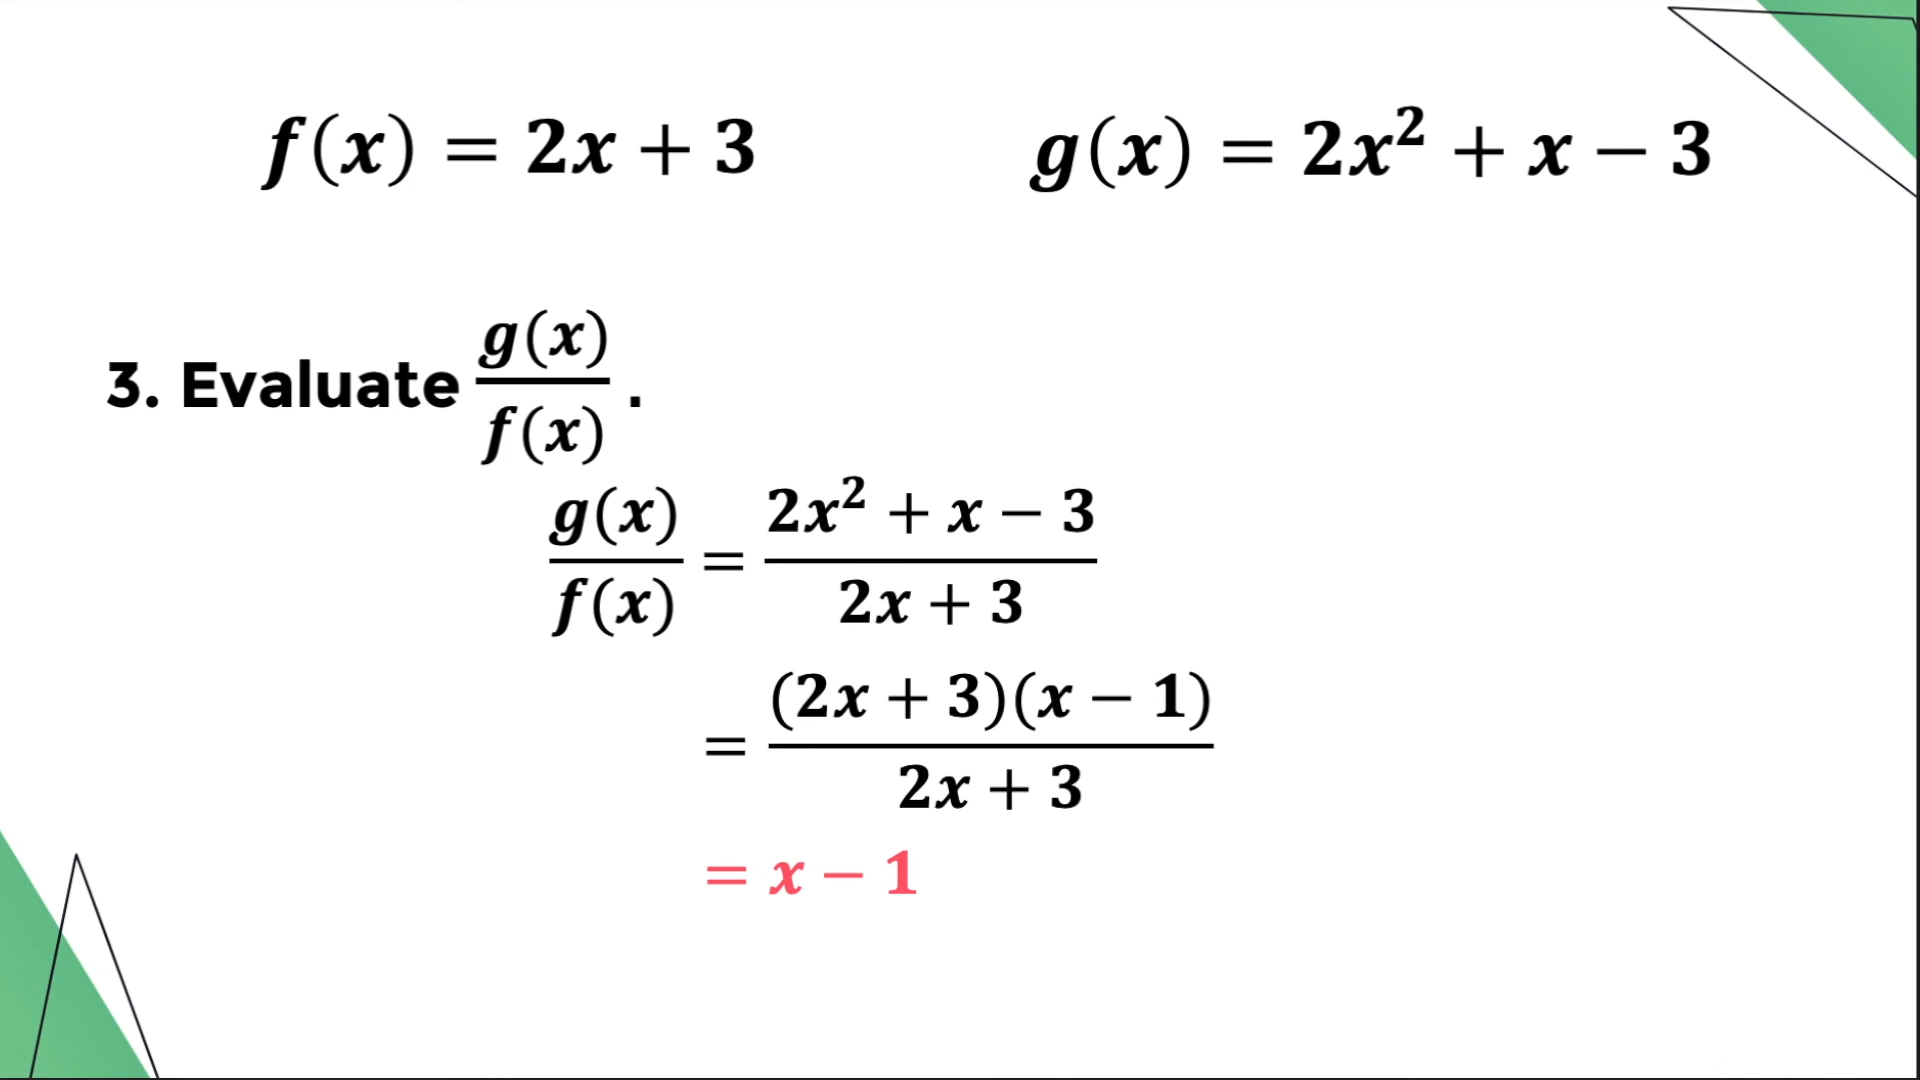 f(x) = 2x + 3
g(x) = 2x² + x − 3
3. Evaluate g(x)/f(x) .
g(x)/f(x) = (2x² + x − 3)/(2x + 3)
= (2x + 3)(x − 1)/(2x + 3)
= x − 1